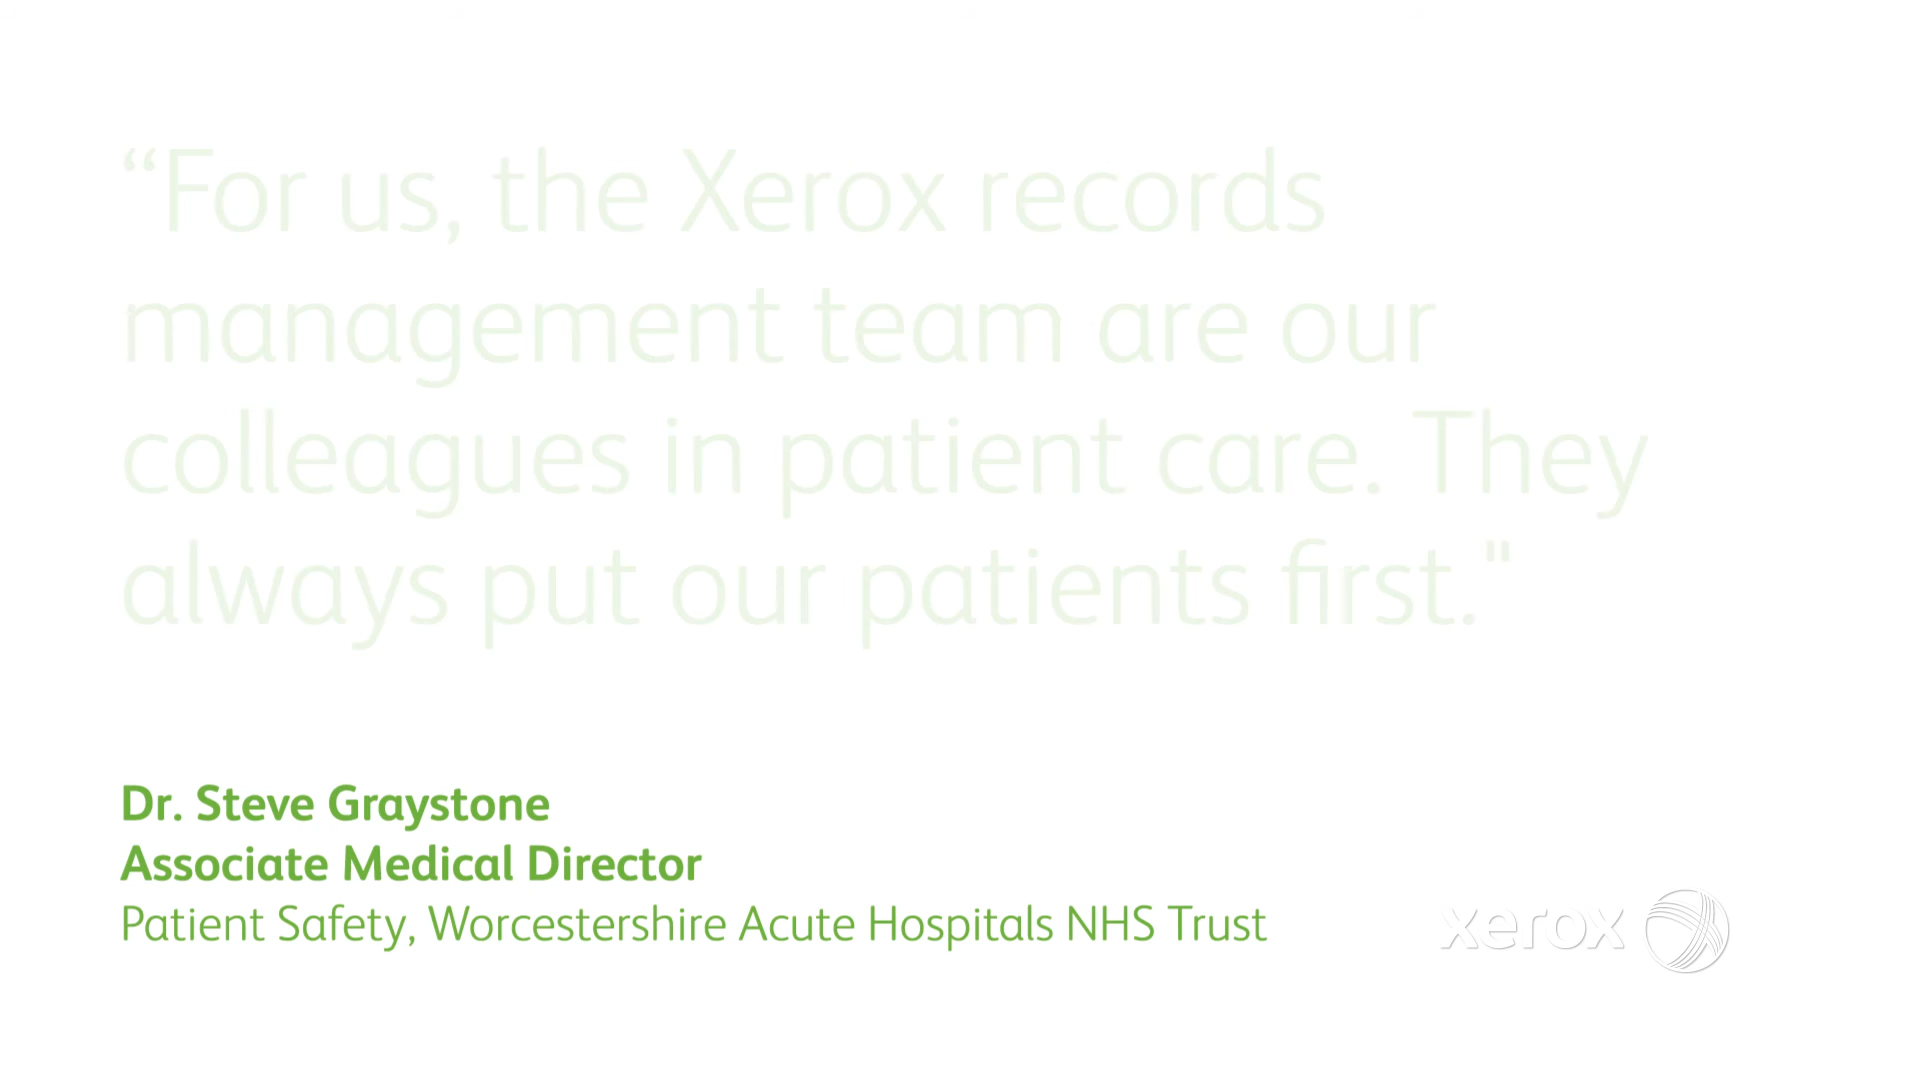 “For us, the Xerox records
management team are our
colleagues in patient care. They
always put our patients first."
Dr. Steve Graystone
Associate Medical Director
Patient Safety, Worcestershire Acute Hospitals NHS Trust
xerox